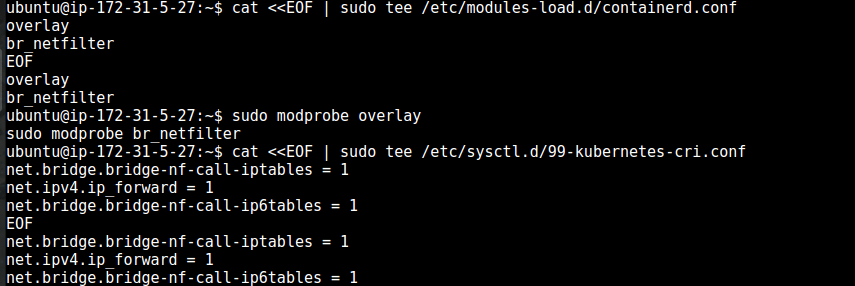 ubuntu@ip-172-31-5-27:~$ cat <<EOF | sudo tee /etc/modules-load.d/containerd.conf
overlay
br_netfilter
EOF
overlay
br_netfilter
ubuntu@ip-172-31-5-27:~$ sudo modprobe overlay
sudo modprobe br_netfilter
ubuntu@ip-172-31-5-27:~$ cat <<EOF | sudo tee /etc/sysctl.d/99-kubernetes-cri.conf
net.bridge.bridge-nf-call-iptables = 1
net.ipv4.ip_forward = 1
net.bridge.bridge-nf-call-ip6tables = 1
EOF
net.bridge.bridge-nf-call-iptables = 1
net.ipv4.ip_forward = 1
net.bridge.bridge-nf-call-ip6tables = 1